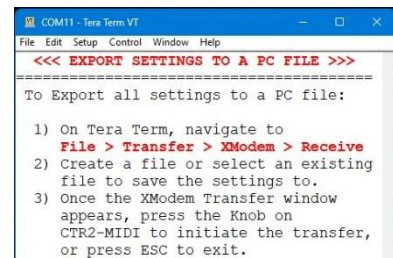 COM11 - Tera Term VT
File Edit Setup Control Window Help
<<< EXPORT SETTINGS TO A PC FILE >>>
==========================================
To Export all settings to a PC file:
1) On Tera Term, navigate to
File > Transfer > XModem > Receive
2) Create a file or select an existing
file to save the settings to.
3) Once the XModem Transfer window
appears, press the Knob on
CTR2-MIDI to initiate the transfer,
or press ESC to exit.